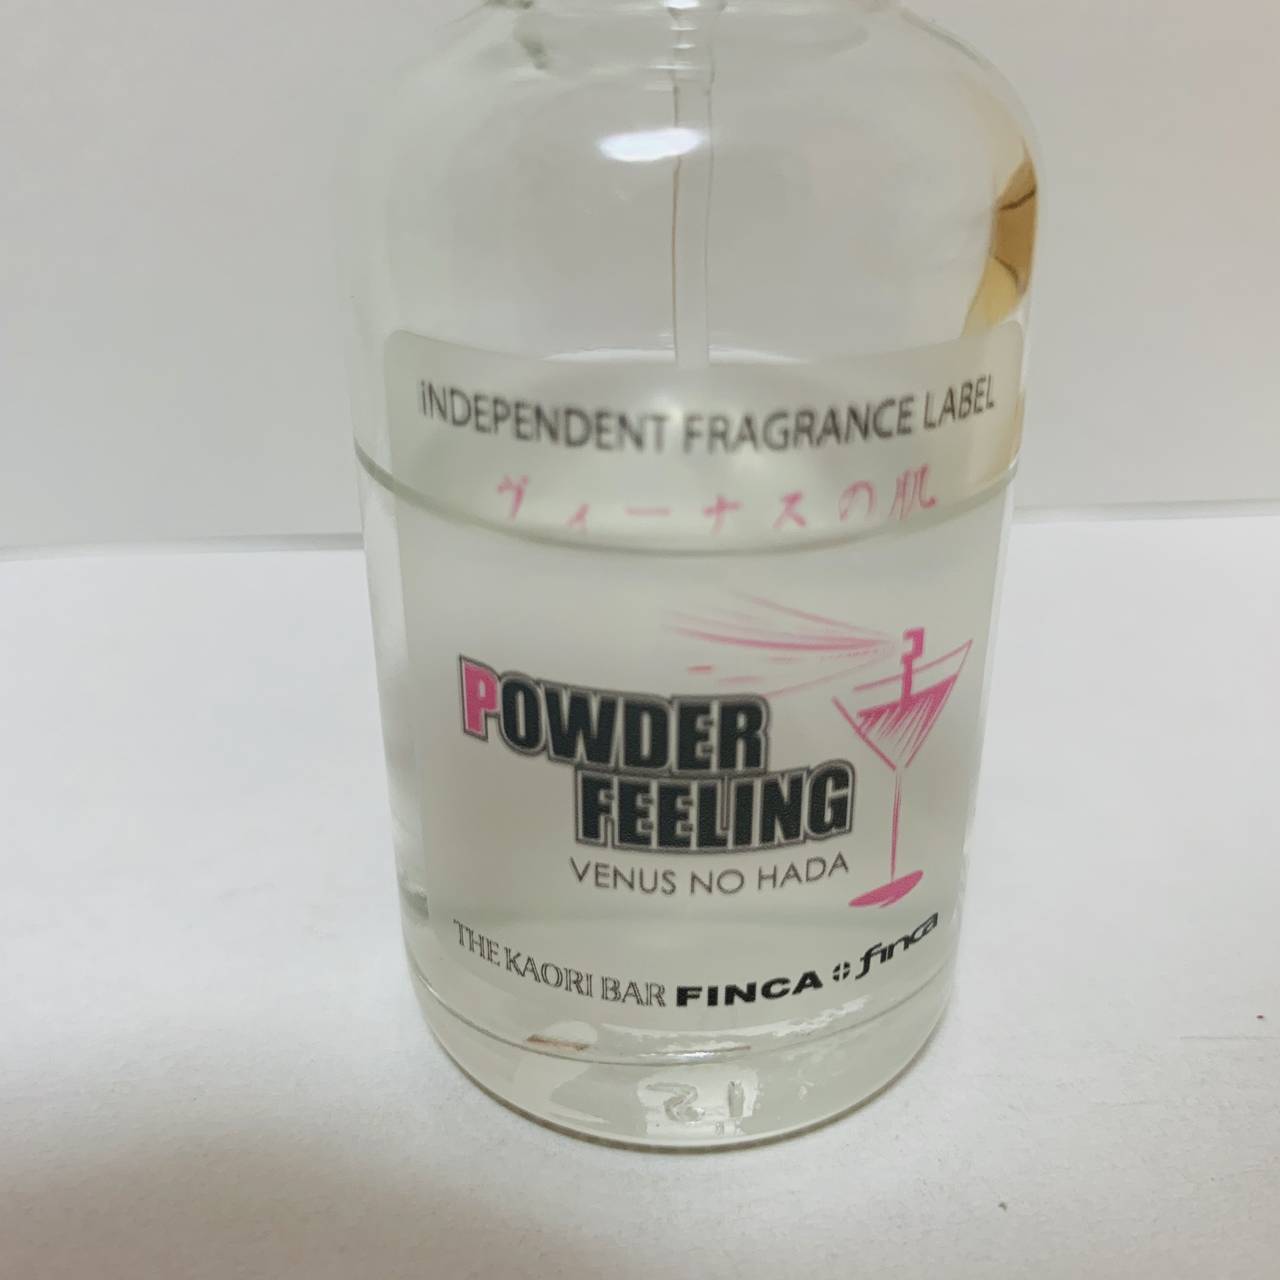 iNDEPENDENT FRAGRANCE LABEL
ヴィーナスの肌
POWDER
FEELING
VENUS NO HADA
THE KAORI BAR FINCA finca